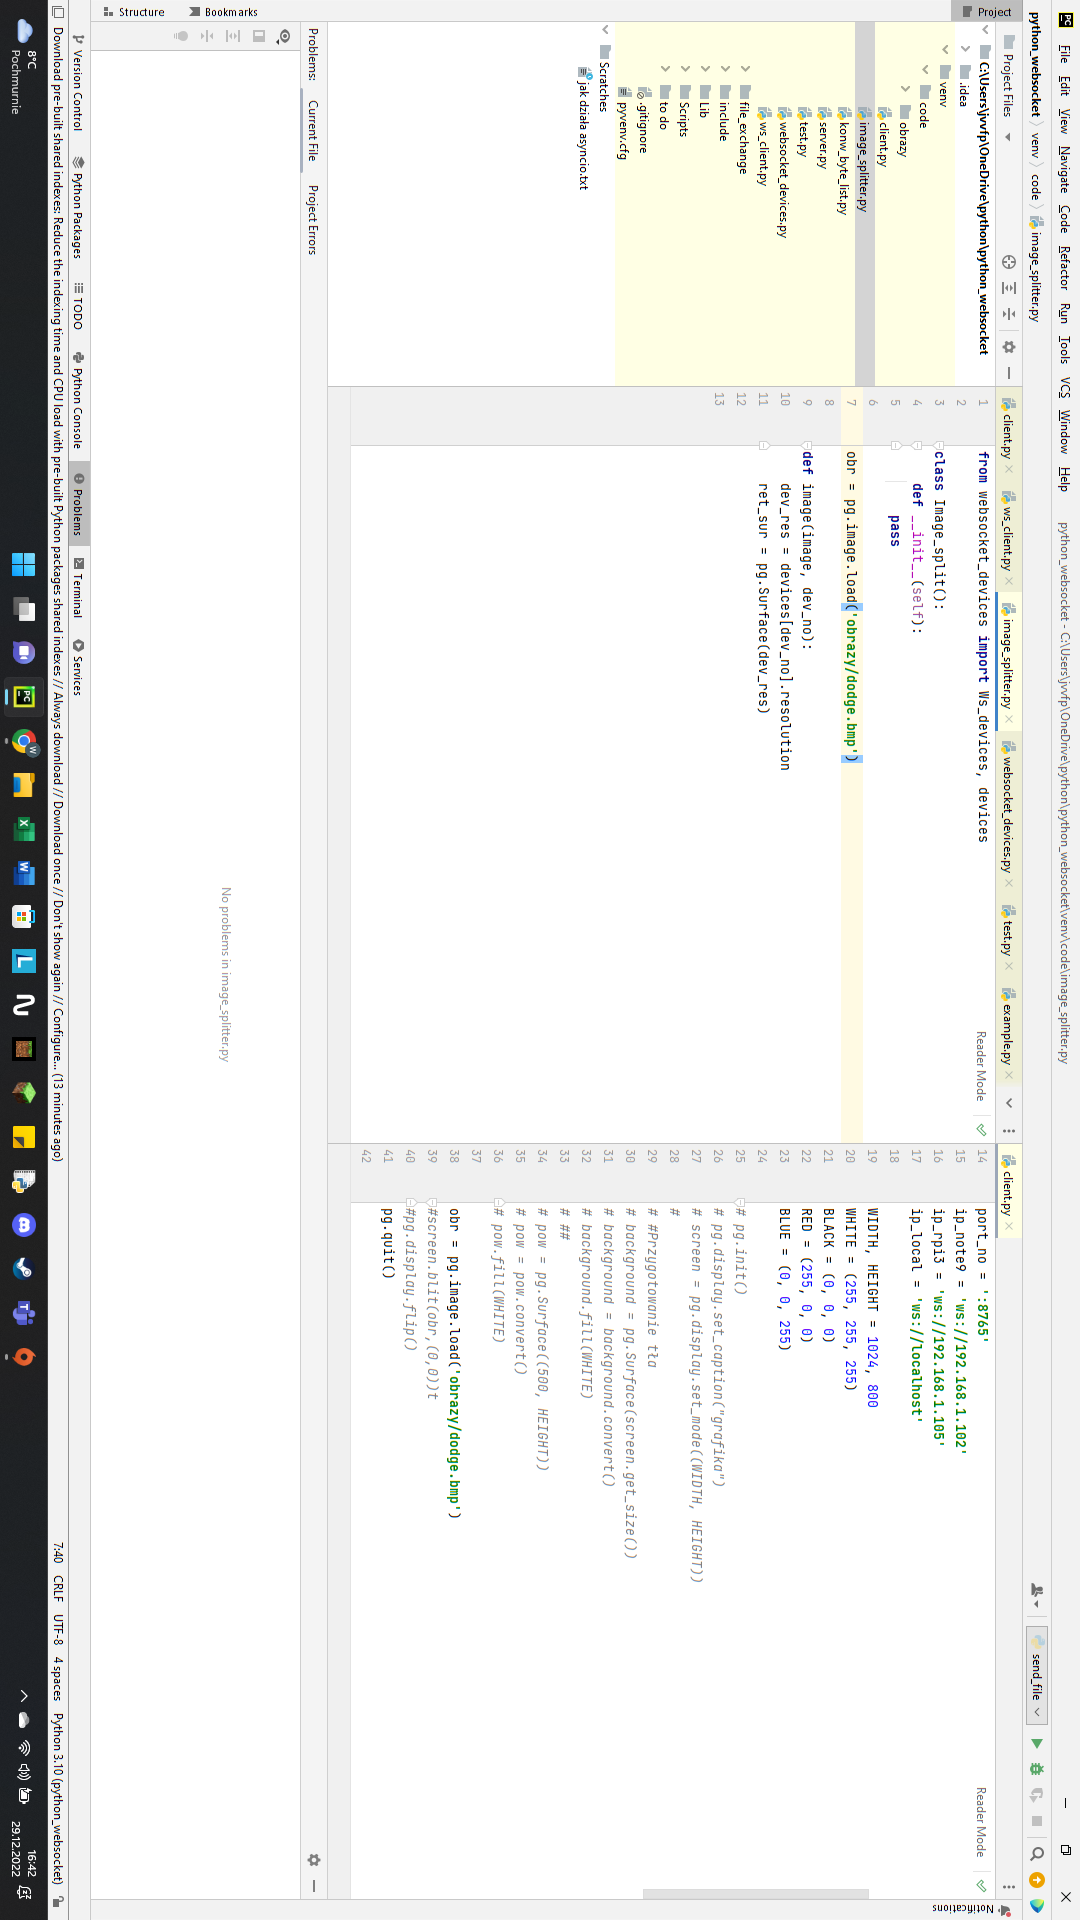 File Edit View Navigate Code Refactor Run Tools VCS Window Help python_websocket - C:\Users\jvvfp\OneDrive\python\python_websocket\venv\code\image_splitter.py
python_websocket venv code image_splitter.py send_file
Project Files
Project
C:\Users\jvvfp\OneDrive\python\python_websocket
.idea
venv
code
obrazy
client.py
image_splitter.py
konw_byte_list.py
server.py
test.py
websocket_devices.py
ws_client.py
file_exchange
include
Lib
Scripts
to do
.gitignore
pyvenv.cfg
Scratches
jak działa asyncio.txt
client.py ws_client.py image_splitter.py websocket_devices.py test.py example.py
Reader Mode
1 from websocket_devices import Ws_devices, devices
2
3 class Image_split():
4 def __init__(self):
5 pass
6
7 obr = pg.image.load('obrazy/dodge.bmp')
8
9 def image(image, dev_no):
10 dev_res = devices[dev_no].resolution
11 ret_sur = pg.Surface(dev_res)
12
13
client.py
Reader Mode
14 port_no = ':8765'
15 ip_note9 = 'ws://192.168.1.102'
16 ip_rpi3 = 'ws://192.168.1.105'
17 ip_local = 'ws://localhost'
18
19 WIDTH, HEIGHT = 1024, 800
20 WHITE = (255, 255, 255)
21 BLACK = (0, 0, 0)
22 RED = (255, 0, 0)
23 BLUE = (0, 0, 255)
24
25 # pg.init()
26 # pg.display.set_caption("grafika")
27 # screen = pg.display.set_mode((WIDTH, HEIGHT))
28 #
29 # #Przygotowanie tła
30 # background = pg.Surface(screen.get_size())
31 # background = background.convert()
32 # background.fill(WHITE)
33 # ##
34 # pow = pg.Surface((500, HEIGHT))
35 # pow = pow.convert()
36 # pow.fill(WHITE)
37
38 obr = pg.image.load('obrazy/dodge.bmp')
39 #screen.blit(obr,(0,0))t
40 #pg.display.flip()
41 pg.quit()
42
Notifications
Structure
Bookmarks
Problems: Current File Project Errors
No problems in image_splitter.py
Version Control Python Packages TODO Python Console Problems Terminal Services
Download pre-built shared indexes: Reduce the indexing time and CPU load with pre-built Python packages shared indexes // Always download // Download once // Don't show again // Configure... (13 minutes ago) 7:40 CRLF UTF-8 4 spaces Python 3.10 (python_websocket)
8°C
Pochmurnie
16:42
29.12.2022